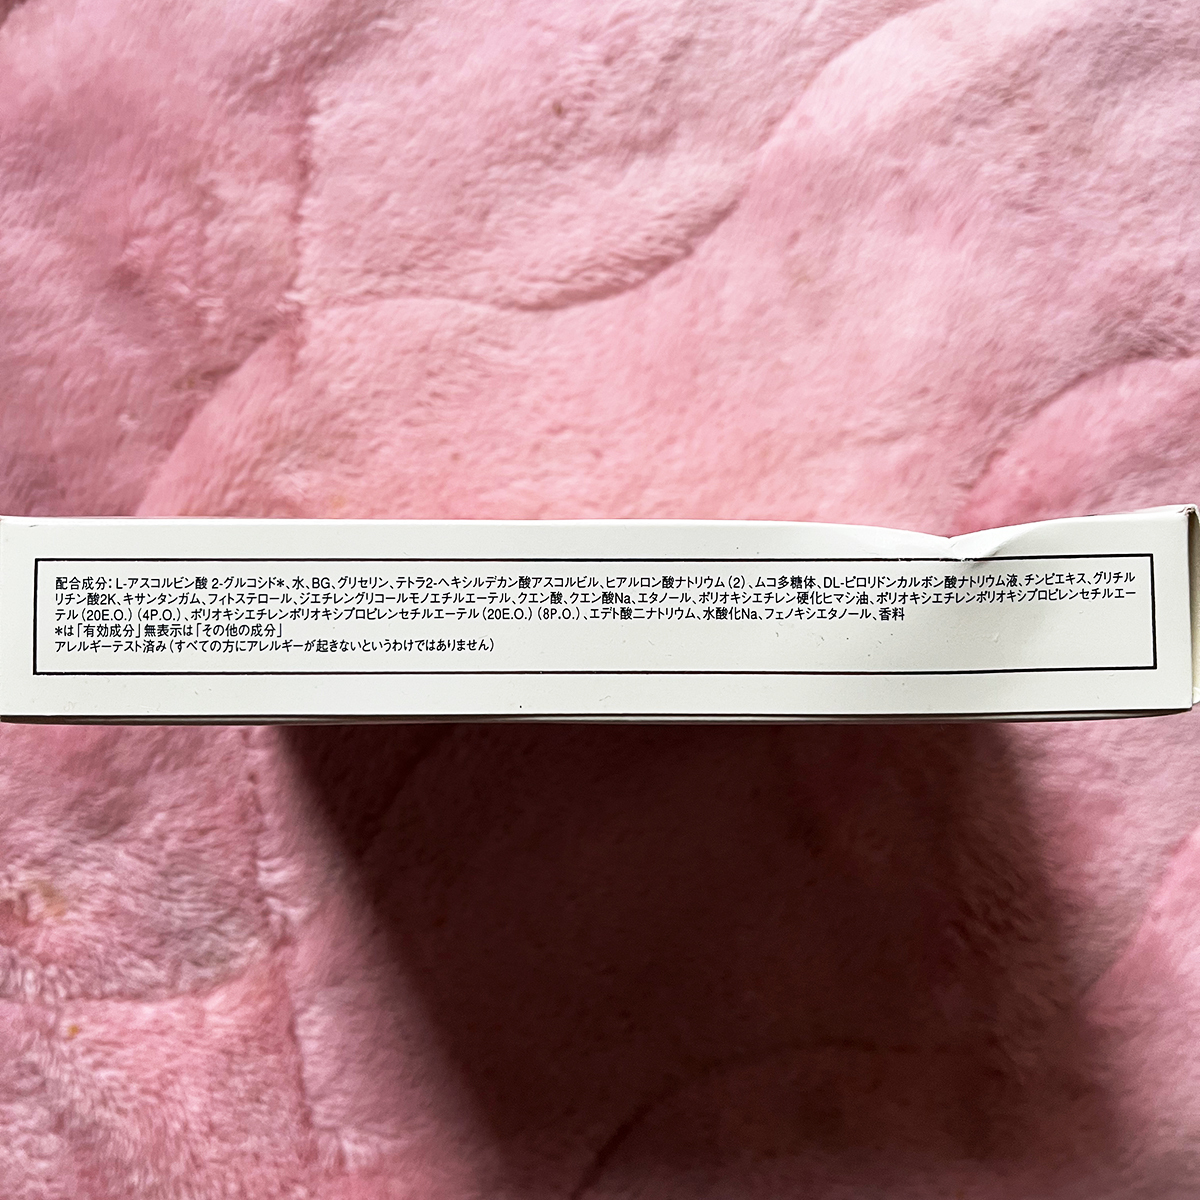 配合成分：L-アスコルビン酸 2-グルコシド*、水、BG、グリセリン、テトラ2-ヘキシルデカン酸アスコルビル、ヒアルロン酸ナトリウム（2）、ムコ多糖体、DL-ピロリドンカルボン酸ナトリウム液、チンピエキス、グリチル
リチン酸2K、キサンタンガム、フィトステロール、ジエチレングリコールモノエチルエーテル、クエン酸、クエン酸Na、エタノール、ポリオキシエチレン硬化ヒマシ油、ポリオキシエチレンポリオキシプロピレンセチルエー
テル（20E.O.）（4P.O.）、ポリオキシエチレンポリオキシプロピレンセチルエーテル（20E.O.）（8P.O.）、エデト酸二ナトリウム、水酸化Na、フェノキシエタノール、香料
*は「有効成分」無表示は「その他の成分」
アレルギーテスト済み（すべての方にアレルギーが起きないというわけではありません）